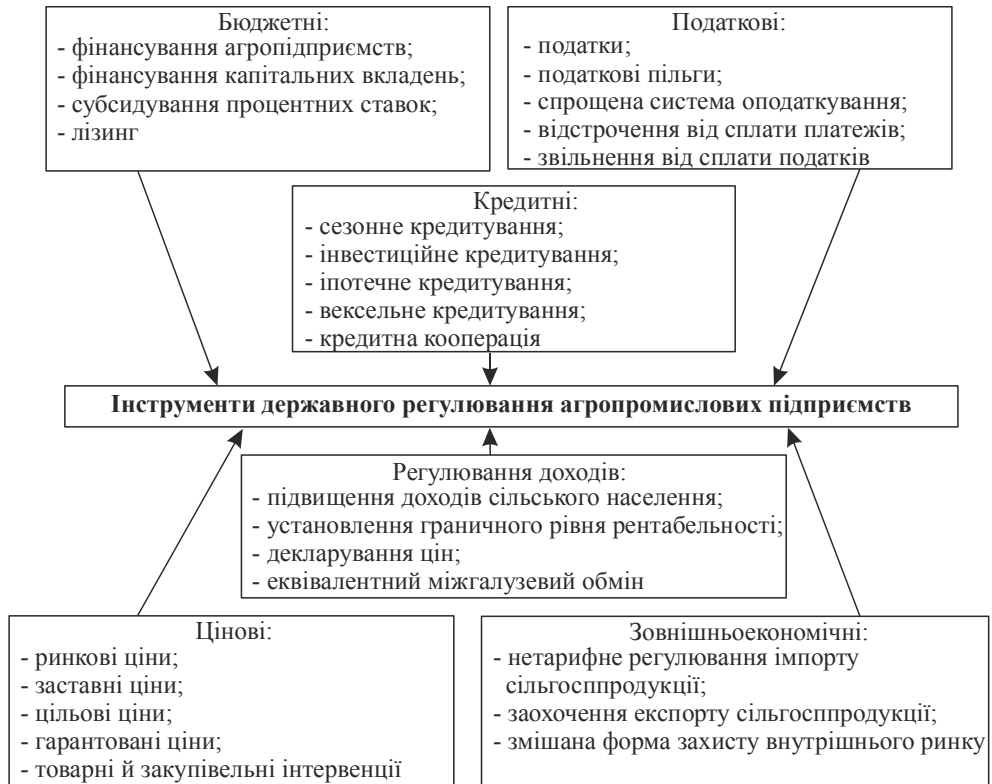 Бюджетні:
- фінансування агропідприємств;
- фінансування капітальних вкладень;
- субсидування процентних ставок;
- лізинг
Податкові:
- податки;
- податкові пільги;
- спрощена система оподаткування;
- відстрочення від сплати платежів;
- звільнення від сплати податків
Кредитні:
- сезонне кредитування;
- інвестиційне кредитування;
- іпотечне кредитування;
- вексельне кредитування;
- кредитна кооперація
Інструменти державного регулювання агропромислових підприємств
Регулювання доходів:
- підвищення доходів сільського населення;
- установлення граничного рівня рентабельності;
- декларування цін;
- еквівалентний міжгалузевий обмін
Цінові:
- ринкові ціни;
- заставні ціни;
- цільові ціни;
- гарантовані ціни;
- товарні й закупівельні інтервенції
Зовнішньоекономічні:
- нетарифне регулювання імпорту
сільгосппродукції;
- заохочення експорту сільгосппродукції;
- змішана форма захисту внутрішнього ринку